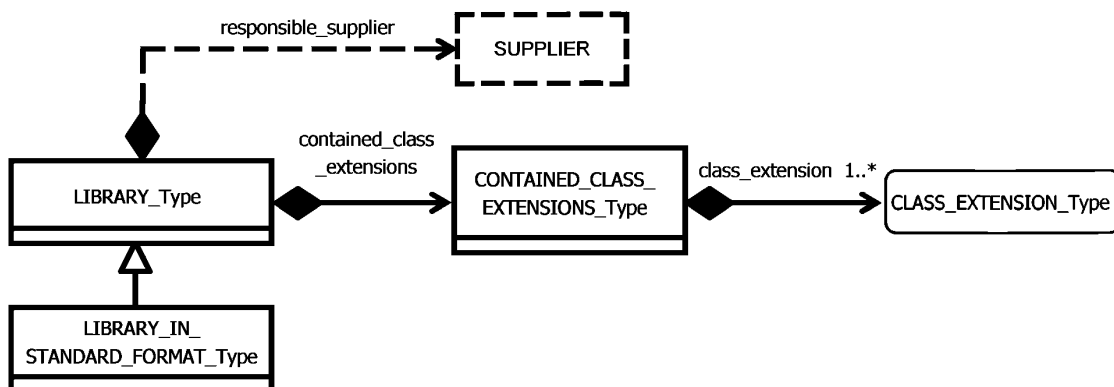 responsible_supplier
SUPPLIER
contained_class
_extensions
LIBRARY_Type
CONTAINED_CLASS_
EXTENSIONS_Type
class_extension 1..*
CLASS_EXTENSION_Type
LIBRARY_IN_
STANDARD_FORMAT_Type